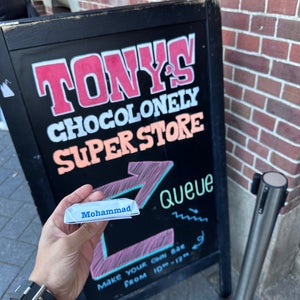 TONY'S
CHOCOLONELY
SUPER STORE
QUEUE
Mohammad
MAKE YOUR OWN BAR